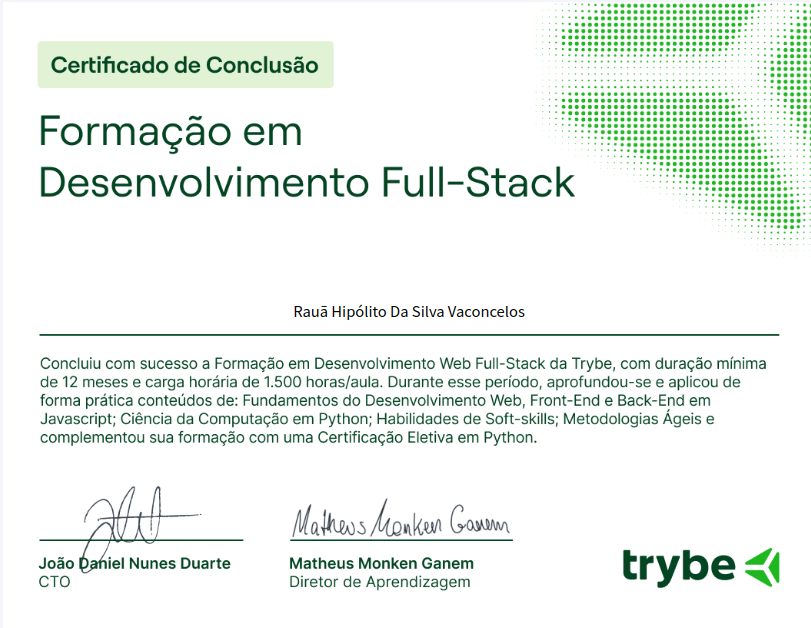 Certificado de Conclusão
Formação em
Desenvolvimento Full-Stack
Rauã Hipólito Da Silva Vaconcelos
Concluiu com sucesso a Formação em Desenvolvimento Web Full-Stack da Trybe, com duração mínima
de 12 meses e carga horária de 1.500 horas/aula. Durante esse período, aprofundou-se e aplicou de
forma prática conteúdos de: Fundamentos do Desenvolvimento Web, Front-End e Back-End em
Javascript; Ciência da Computação em Python; Habilidades de Soft-skills; Metodologias Ágeis e
complementou sua formação com uma Certificação Eletiva em Python.
Matheus Monken Ganem
João Daniel Nunes Duarte
CTO
Matheus Monken Ganem
Diretor de Aprendizagem
trybe